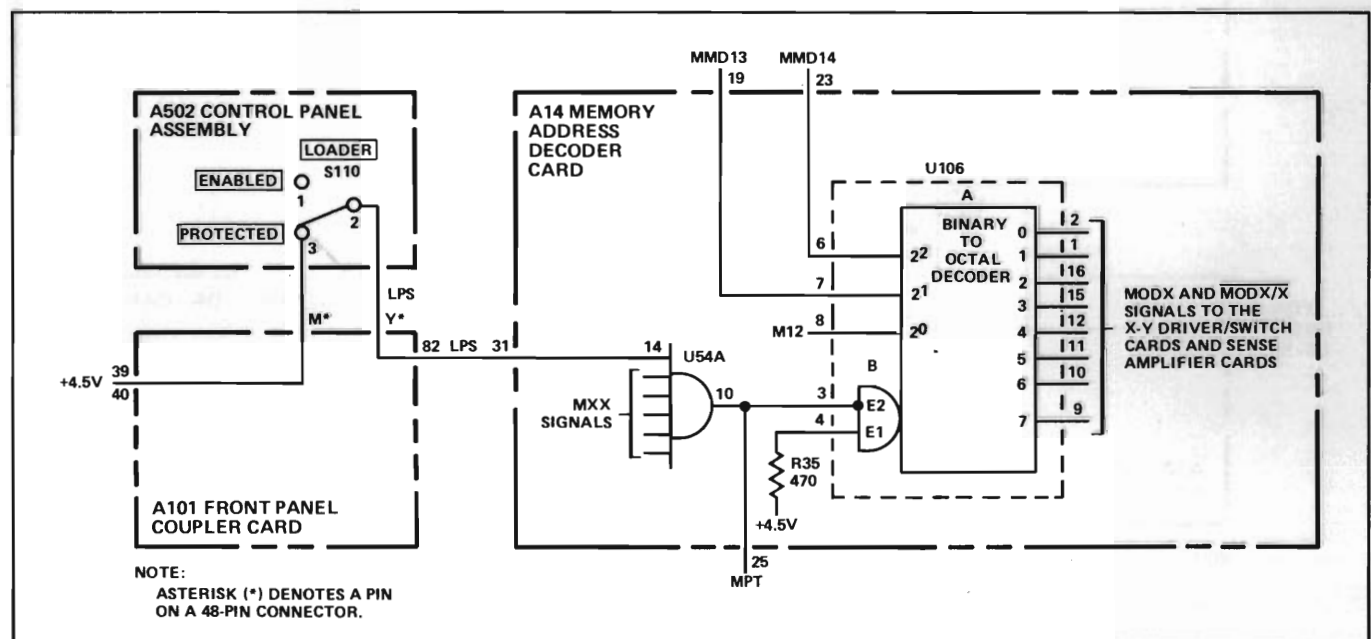 MMD13 MMD14
19 23
A502 CONTROL PANEL
ASSEMBLY
LOADER
S110
ENABLED
1
2
PROTECTED
3
LPS
M* Y*
82 LPS 31
39
+4.5V
40
A101 FRONT PANEL
COUPLER CARD
NOTE:
ASTERISK (*) DENOTES A PIN
ON A 48-PIN CONNECTOR.
A14 MEMORY
ADDRESS
DECODER
CARD
U106
A
BINARY
TO
OCTAL
DECODER
6 2²
7 2¹
M12 8 2⁰
0 2
1 1
2 16
3 15
4 12
5 11
6 10
7 9
MODX AND MODX/X
SIGNALS TO THE
X-Y DRIVER/SWITCH
CARDS AND SENSE
AMPLIFIER CARDS
14 U54A
10
MXX
SIGNALS
B
3 E2
4 E1
R35
470
+4.5V
25
MPT